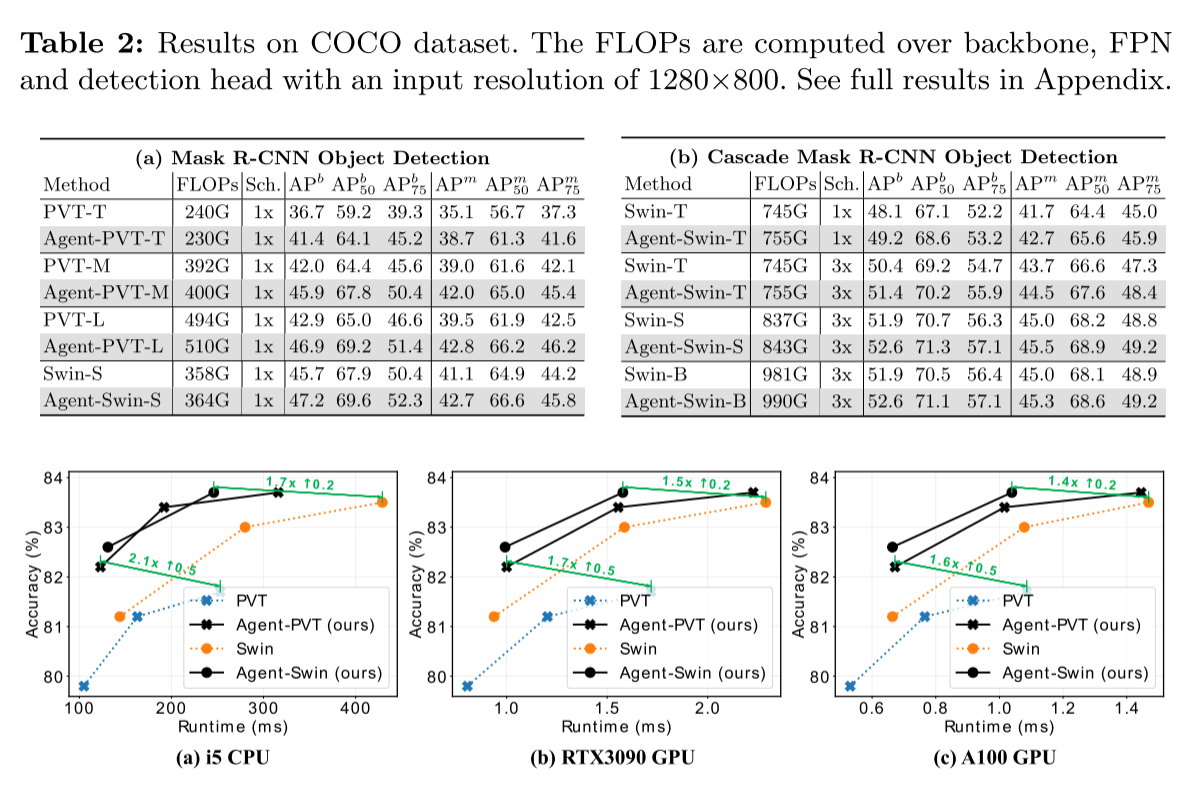 Table 2: Results on COCO dataset. The FLOPs are computed over backbone, FPN
and detection head with an input resolution of 1280×800. See full results in Appendix.
(a) Mask R-CNN Object Detection
Method FLOPs Sch. APᵇ APᵇ₅₀ APᵇ₇₅ APᵐ APᵐ₅₀ APᵐ₇₅
PVT-T 240G 1x 36.7 59.2 39.3 35.1 56.7 37.3
Agent-PVT-T 230G 1x 41.4 64.1 45.2 38.7 61.3 41.6
PVT-M 392G 1x 42.0 64.4 45.6 39.0 61.6 42.1
Agent-PVT-M 400G 1x 45.9 67.8 50.4 42.0 65.0 45.4
PVT-L 494G 1x 42.9 65.0 46.6 39.5 61.9 42.5
Agent-PVT-L 510G 1x 46.9 69.2 51.4 42.8 66.2 46.2
Swin-S 358G 1x 45.7 67.9 50.4 41.1 64.9 44.2
Agent-Swin-S 364G 1x 47.2 69.6 52.3 42.7 66.6 45.8
(b) Cascade Mask R-CNN Object Detection
Method FLOPs Sch. APᵇ APᵇ₅₀ APᵇ₇₅ APᵐ APᵐ₅₀ APᵐ₇₅
Swin-T 745G 1x 48.1 67.1 52.2 41.7 64.4 45.0
Agent-Swin-T 755G 1x 49.2 68.6 53.2 42.7 65.6 45.9
Swin-T 745G 3x 50.4 69.2 54.7 43.7 66.6 47.3
Agent-Swin-T 755G 3x 51.4 70.2 55.9 44.5 67.6 48.4
Swin-S 837G 3x 51.9 70.7 56.3 45.0 68.2 48.8
Agent-Swin-S 843G 3x 52.6 71.3 57.1 45.5 68.9 49.2
Swin-B 981G 3x 51.9 70.5 56.4 45.0 68.1 48.9
Agent-Swin-B 990G 3x 52.6 71.1 57.1 45.3 68.6 49.2
Accuracy (%)
84
83
82
81
80
1.7x ↑0.2
2.1x ↑0.5
PVT
Agent-PVT (ours)
Swin
Agent-Swin (ours)
100 200 300 400
Runtime (ms)
(a) i5 CPU
Accuracy (%)
84
83
82
81
80
1.5x ↑0.2
1.7x ↑0.5
PVT
Agent-PVT (ours)
Swin
Agent-Swin (ours)
1.0 1.5 2.0
Runtime (ms)
(b) RTX3090 GPU
Accuracy (%)
84
83
82
81
80
1.4x ↑0.2
1.6x ↑0.5
PVT
Agent-PVT (ours)
Swin
Agent-Swin (ours)
0.6 0.8 1.0 1.2 1.4
Runtime (ms)
(c) A100 GPU